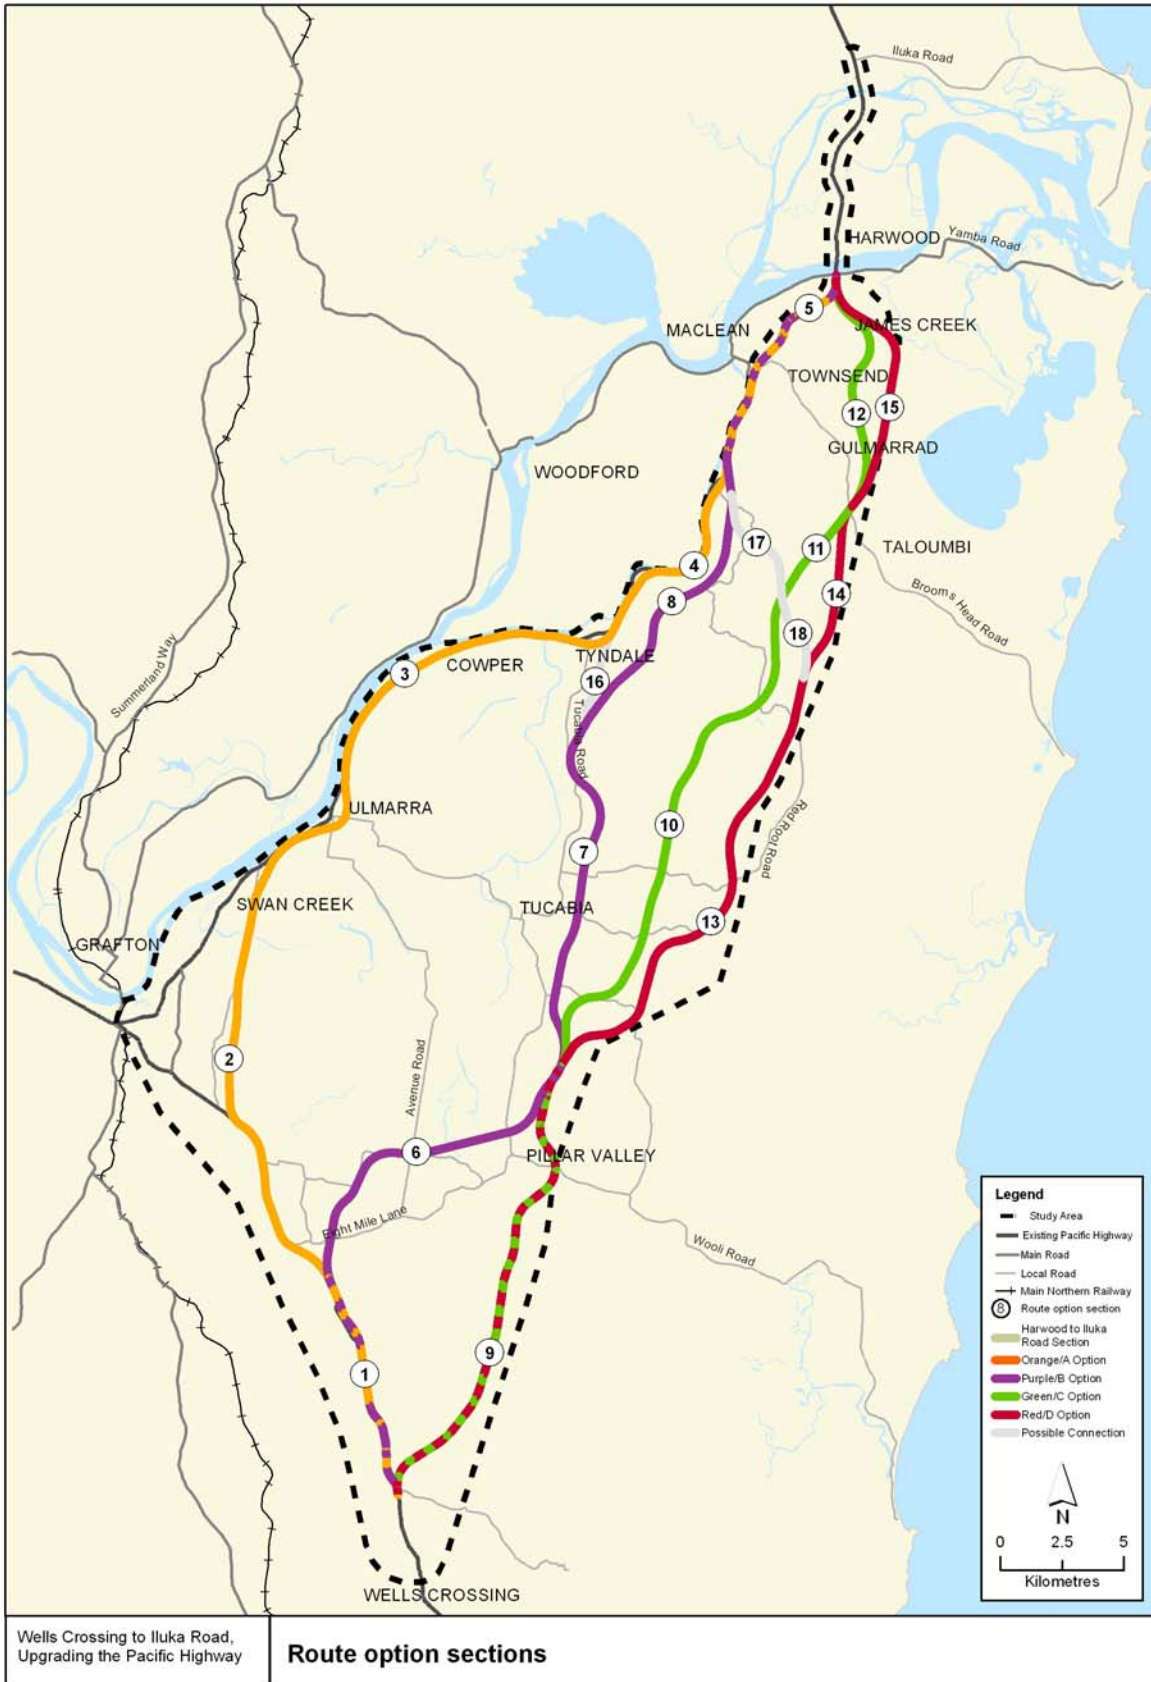 Iluka Road
HARWOOD
Yamba Road
5
MACLEAN
JAMES CREEK
TOWNSEND
12
15
GULMARRAD
WOODFORD
17
11
TALOUMBI
4
14
8
Brooms Head Road
18
Summerland Way
COWPER
TYNDALE
3
16
Tucabia Road
ULMARRA
10
Red Root Road
7
SWAN CREEK
TUCABIA
13
GRAFTON
2
Avenue Road
6
PILLAR VALLEY
Eight Mile Lane
Wooli Road
9
1
WELLS CROSSING
Legend
Study Area
Existing Pacific Highway
Main Road
Local Road
Main Northern Railway
8 Route option section
Harwood to Iluka
Road Section
Orange/A Option
Purple/B Option
Green/C Option
Red/D Option
Possible Connection
N
0 2.5 5
Kilometres
Wells Crossing to Iluka Road,
Upgrading the Pacific Highway
Route option sections